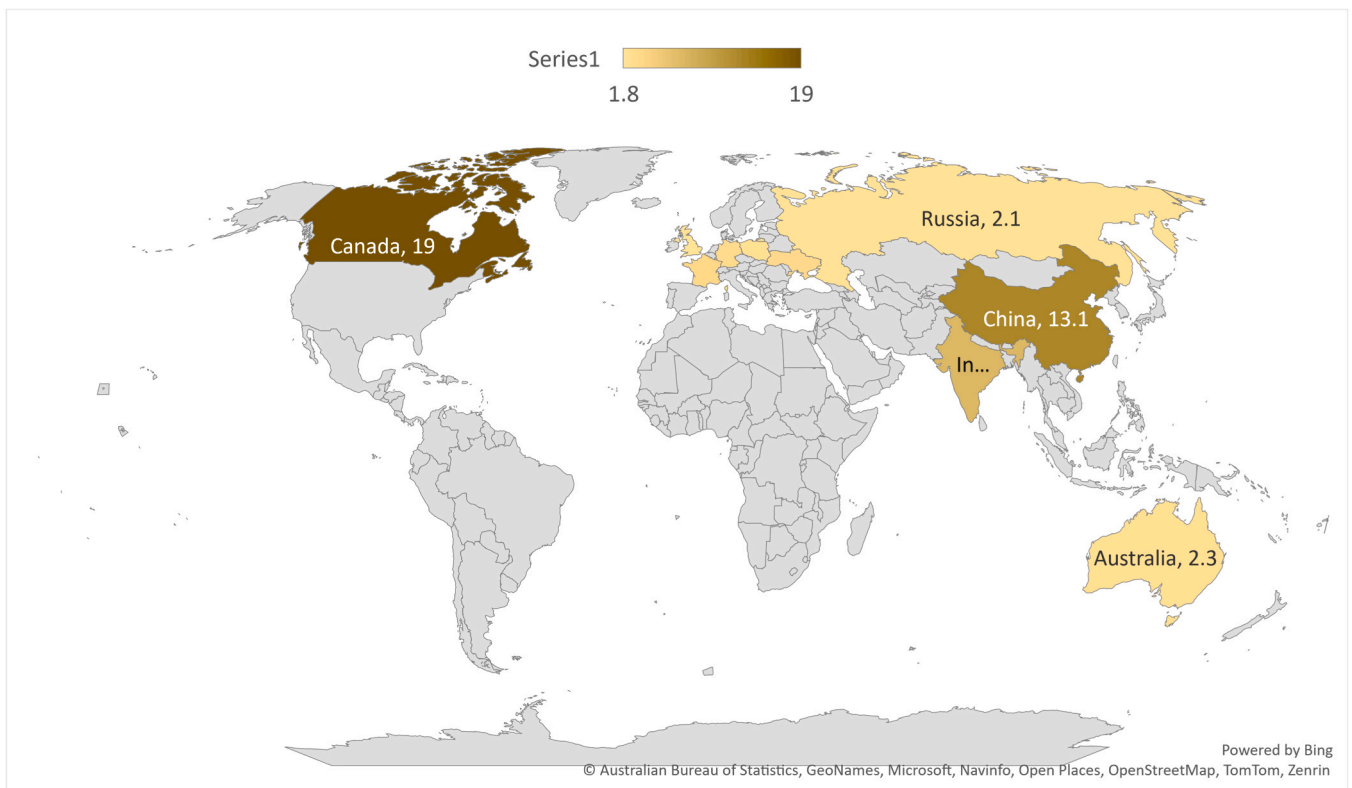 Series1
1.8 19
Canada, 19
Russia, 2.1
China, 13.1
In...
Australia, 2.3
Powered by Bing
© Australian Bureau of Statistics, GeoNames, Microsoft, Navinfo, Open Places, OpenStreetMap, TomTom, Zenrin